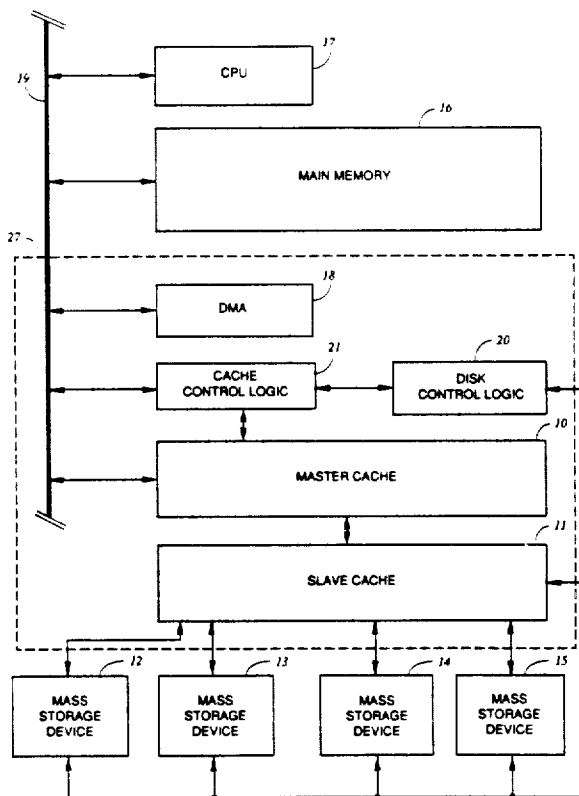 17
19
CPU
16
MAIN MEMORY
27
18
DMA
21
20
CACHE
CONTROL LOGIC
DISK
CONTROL LOGIC
10
MASTER CACHE
11
SLAVE CACHE
12
13
14
15
MASS
STORAGE
DEVICE
MASS
STORAGE
DEVICE
MASS
STORAGE
DEVICE
MASS
STORAGE
DEVICE